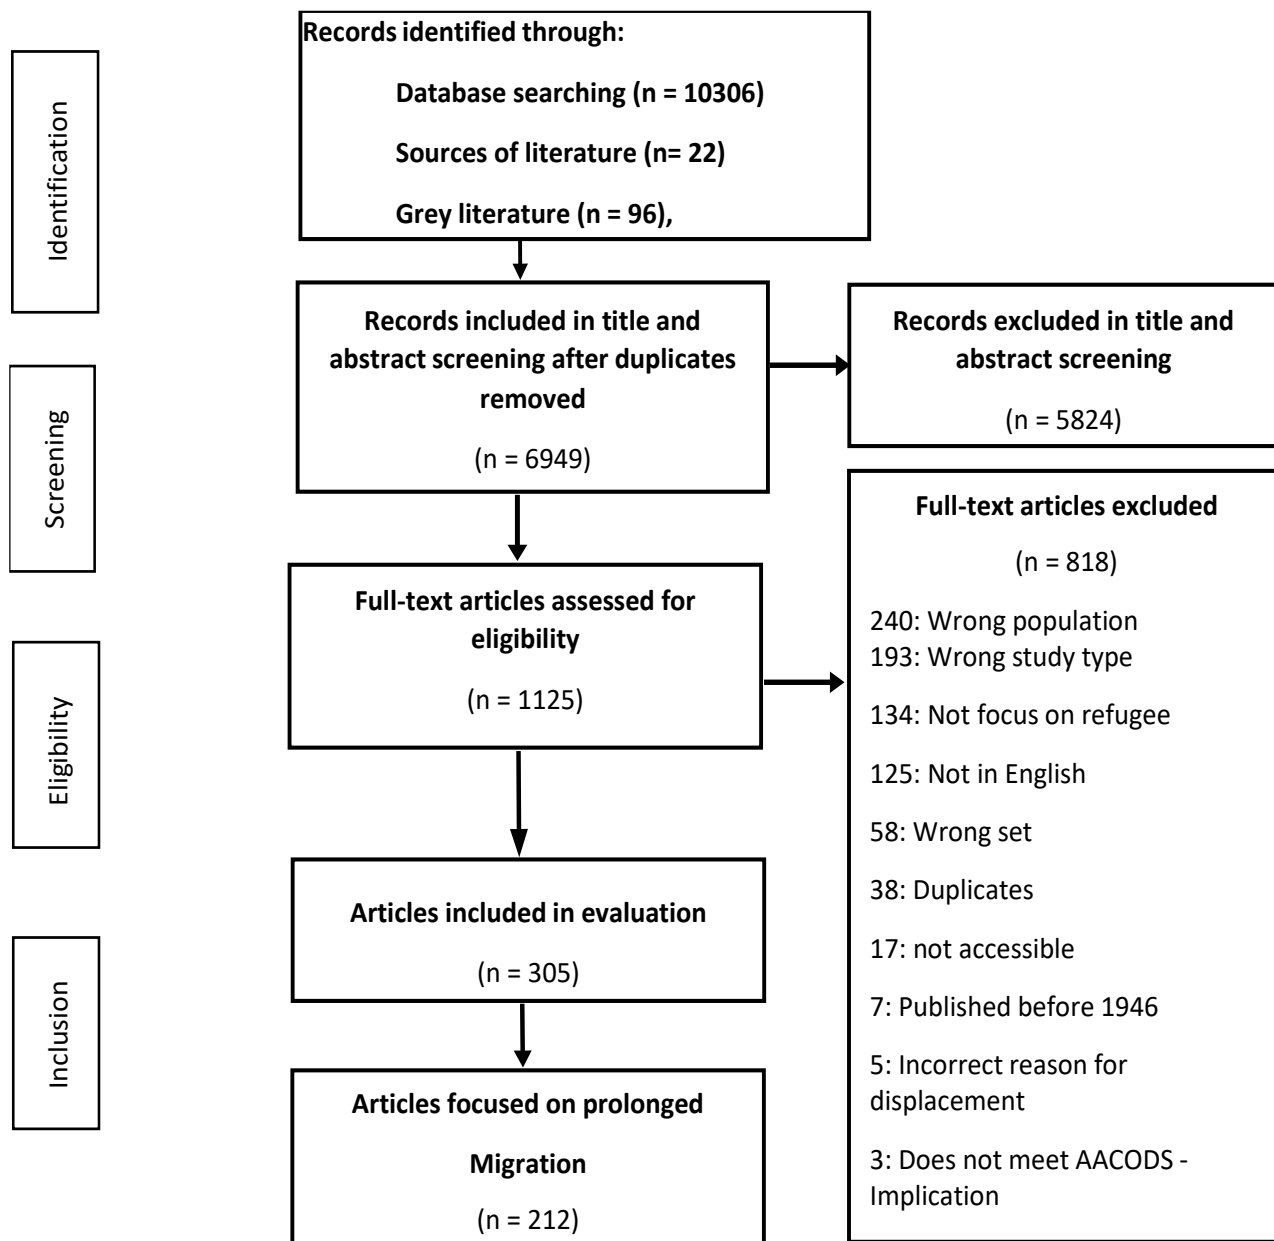 Identification
Records identified through:
Database searching (n = 10306)
Sources of literature (n= 22)
Grey literature (n = 96),
Records included in title and
abstract screening after duplicates
removed
(n = 6949)
Records excluded in title and
abstract screening
(n = 5824)
Screening
Full-text articles assessed for
eligibility
(n = 1125)
Full-text articles excluded
(n = 818)
240: Wrong population
193: Wrong study type
134: Not focus on refugee
125: Not in English
58: Wrong set
38: Duplicates
17: not accessible
7: Published before 1946
5: Incorrect reason for
displacement
3: Does not meet AACODS -
Implication
Eligibility
Articles included in evaluation
(n = 305)
Inclusion
Articles focused on prolonged
Migration
(n = 212)